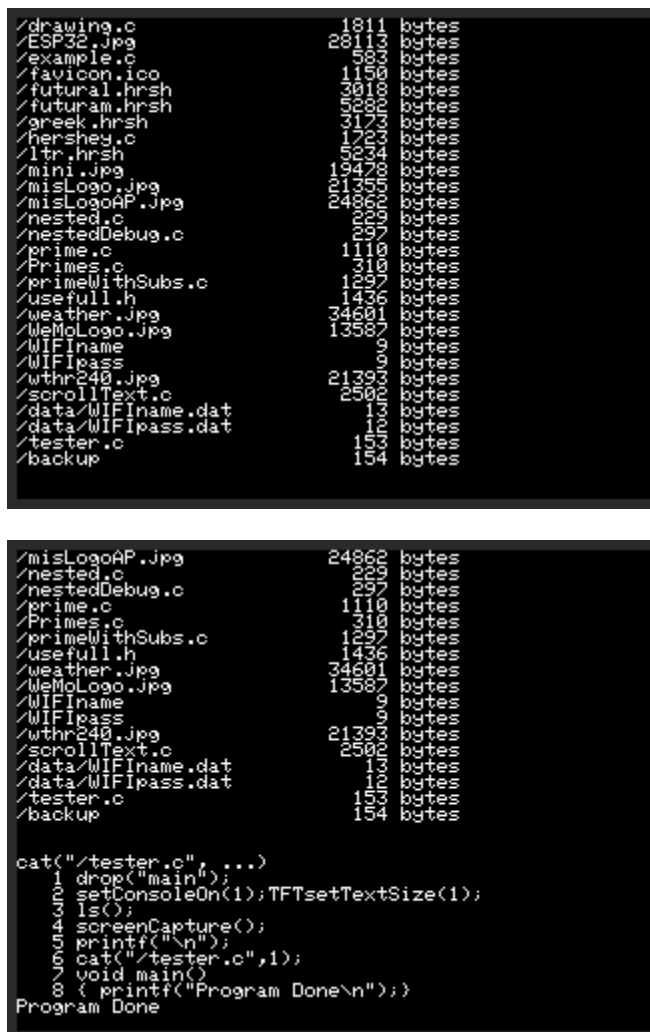 /drawing.c 1811 bytes
/ESP32.jpg 28113 bytes
/example.c 583 bytes
/favicon.ico 1150 bytes
/futural.hrsh 3018 bytes
/futuram.hrsh 5282 bytes
/greek.hrsh 3173 bytes
/hershey.c 1723 bytes
/ltr.hrsh 5234 bytes
/mini.jpg 19478 bytes
/misLogo.jpg 21355 bytes
/misLogoAP.jpg 24862 bytes
/nested.c 229 bytes
/nestedDebug.c 297 bytes
/prime.c 1110 bytes
/Primes.c 310 bytes
/primeWithSubs.c 1297 bytes
/usefull.h 1436 bytes
/weather.jpg 34601 bytes
/WeMoLogo.jpg 13587 bytes
/WIFIname 9 bytes
/WIFIpass 9 bytes
/wthr240.jpg 21393 bytes
/scrollText.c 2502 bytes
/data/WIFIname.dat 13 bytes
/data/WIFIpass.dat 12 bytes
/tester.c 153 bytes
/backup 154 bytes
/misLogoAP.jpg 24862 bytes
/nested.c 229 bytes
/nestedDebug.c 297 bytes
/prime.c 1110 bytes
/Primes.c 310 bytes
/primeWithSubs.c 1297 bytes
/usefull.h 1436 bytes
/weather.jpg 34601 bytes
/WeMoLogo.jpg 13587 bytes
/WIFIname 9 bytes
/WIFIpass 9 bytes
/wthr240.jpg 21393 bytes
/scrollText.c 2502 bytes
/data/WIFIname.dat 13 bytes
/data/WIFIpass.dat 12 bytes
/tester.c 153 bytes
/backup 154 bytes
cat("/tester.c", ...)
1 drop("main");
2 setConsoleOn(1);TFTsetTextSize(1);
3 ls();
4 screenCapture();
5 printf("\n");
6 cat("/tester.c",1);
7 void main()
8 { printf("Program Done\n");}
Program Done